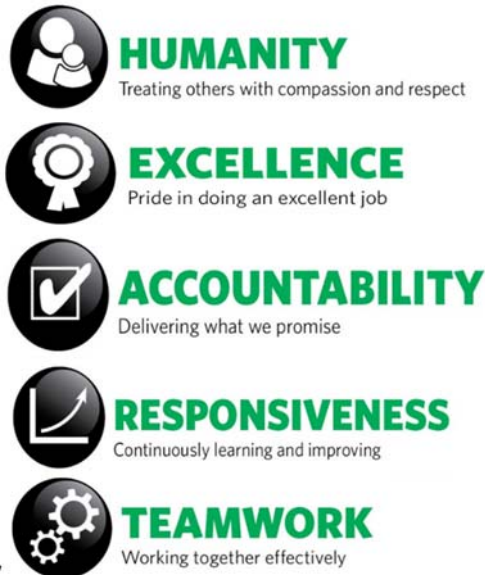 HUMANITY
Treating others with compassion and respect
EXCELLENCE
Pride in doing an excellent job
ACCOUNTABILITY
Delivering what we promise
RESPONSIVENESS
Continuously learning and improving
TEAMWORK
Working together effectively